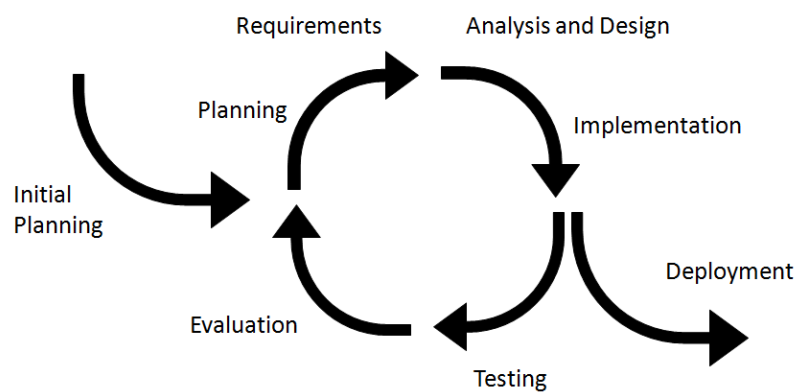 Requirements
Analysis and Design
Planning
Implementation
Initial
Planning
Deployment
Evaluation
Testing